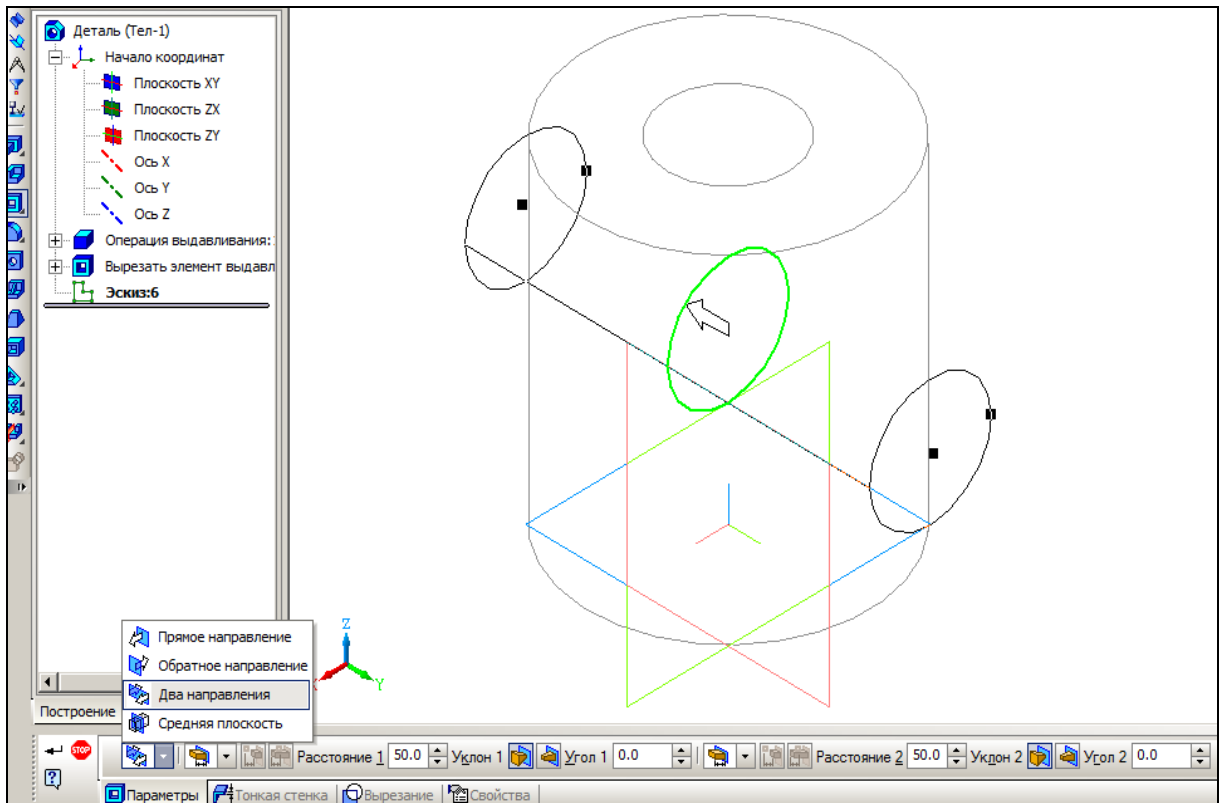 Деталь (Тел-1)
Начало координат
Плоскость XY
Плоскость ZX
Плоскость ZY
Ось X
Ось Y
Ось Z
Операция выдавливания:
Вырезать элемент выдавл
Эскиз:6
Z
Y
Прямое направление
Обратное направление
Два направления
Средняя плоскость
Построение
STOP
Расстояние 1 50.0 Уклон 1 Угол 1 0.0 Расстояние 2 50.0 Уклон 2 Угол 2 0.0
Параметры Тонкая стенка Вырезание Свойства